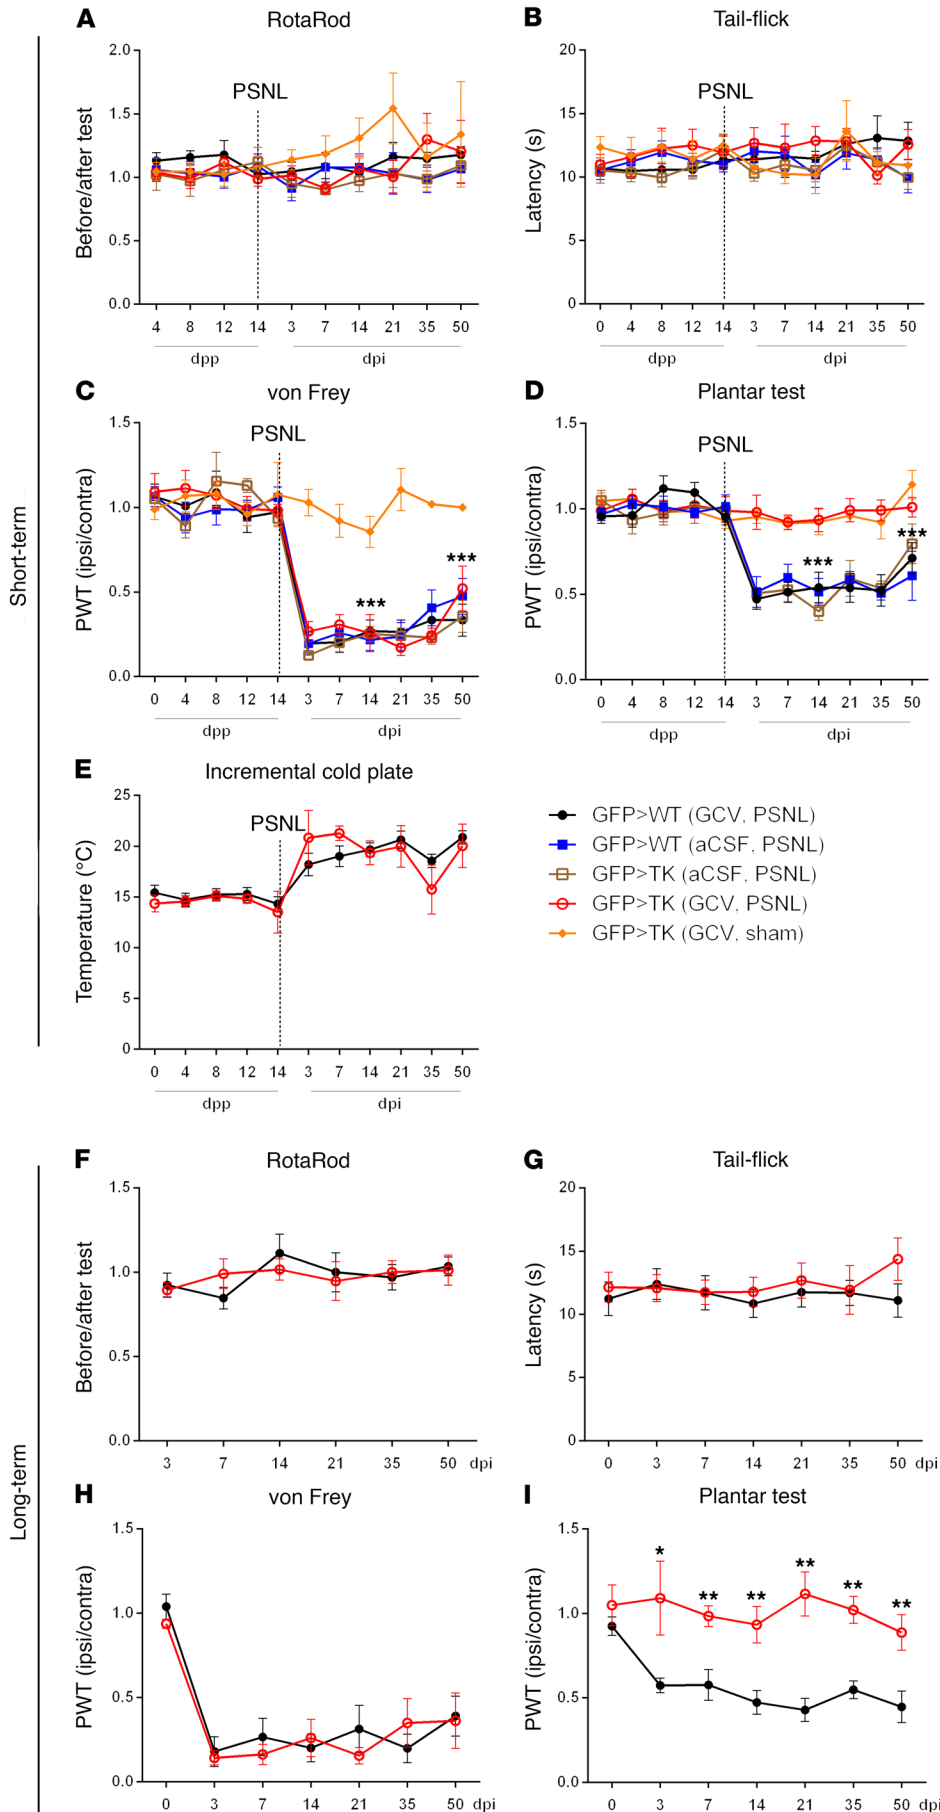 Short-term
A
RotaRod
Before/after test
2.0
1.5
1.0
0.5
0.0
PSNL
4 8 12 14 3 7 14 21 35 50
dpp dpi
B
Tail-flick
Latency (s)
20
15
10
5
0
PSNL
0 4 8 12 14 3 7 14 21 35 50
dpp dpi
C
von Frey
PWT (ipsi/contra)
1.5
1.0
0.5
0.0
PSNL
***
***
0 4 8 12 14 3 7 14 21 35 50
dpp dpi
D
Plantar test
PWT (ipsi/contra)
1.5
1.0
0.5
0.0
PSNL
***
***
0 4 8 12 14 3 7 14 21 35 50
dpp dpi
E
Incremental cold plate
Temperature (°C)
25
20
15
10
5
0
PSNL
0 4 8 12 14 3 7 14 21 35 50
dpp dpi
GFP>WT (GCV, PSNL)
GFP>WT (aCSF, PSNL)
GFP>TK (aCSF, PSNL)
GFP>TK (GCV, PSNL)
GFP>TK (GCV, sham)
Long-term
F
RotaRod
Before/after test
1.5
1.0
0.5
0.0
3 7 14 21 35 50 dpi
G
Tail-flick
Latency (s)
20
15
10
5
0
0 3 7 14 21 35 50 dpi
H
von Frey
PWT (ipsi/contra)
1.5
1.0
0.5
0.0
0 3 7 14 21 35 50 dpi
I
Plantar test
PWT (ipsi/contra)
1.5
1.0
0.5
0.0
* ** ** ** ** **
0 3 7 14 21 35 50 dpi